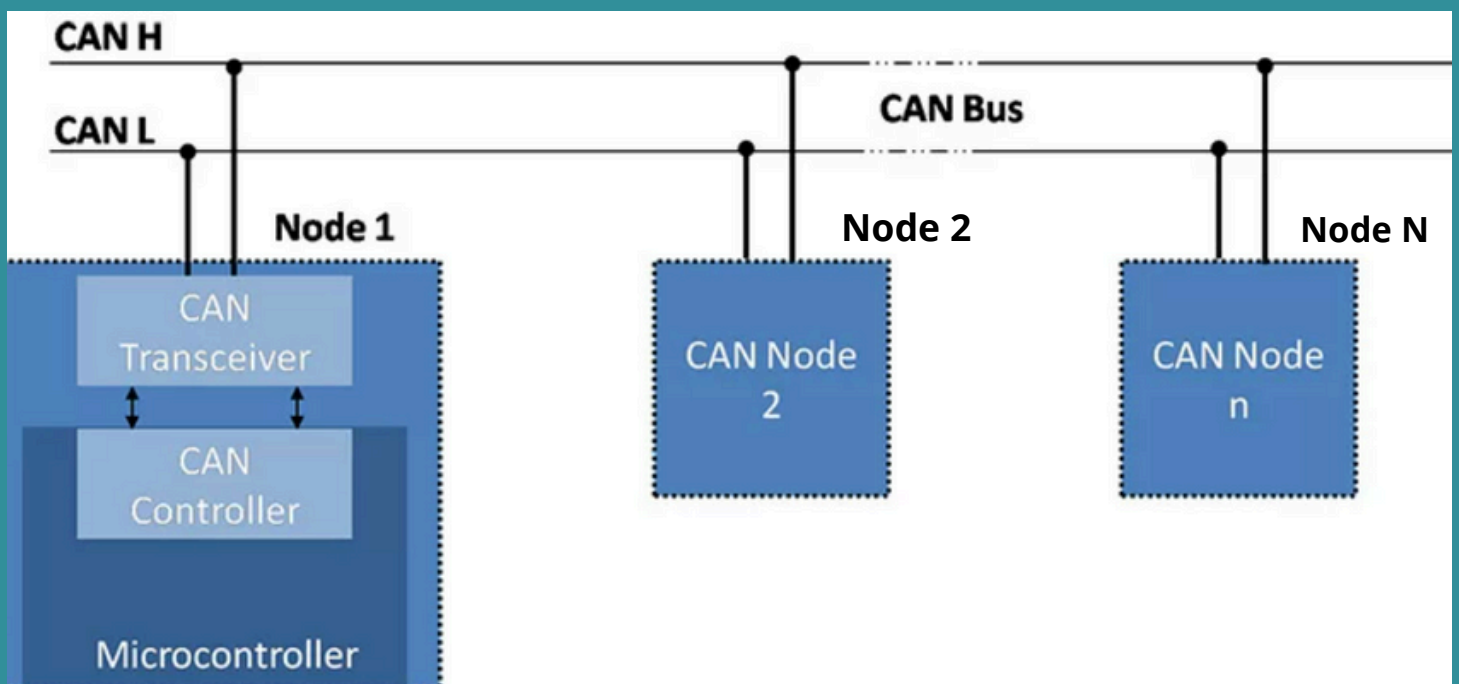 CAN H
CAN Bus
CAN L
Node 1
Node 2
Node N
CAN
Transceiver
CAN Node
2
CAN Node
n
CAN
Controller
Microcontroller